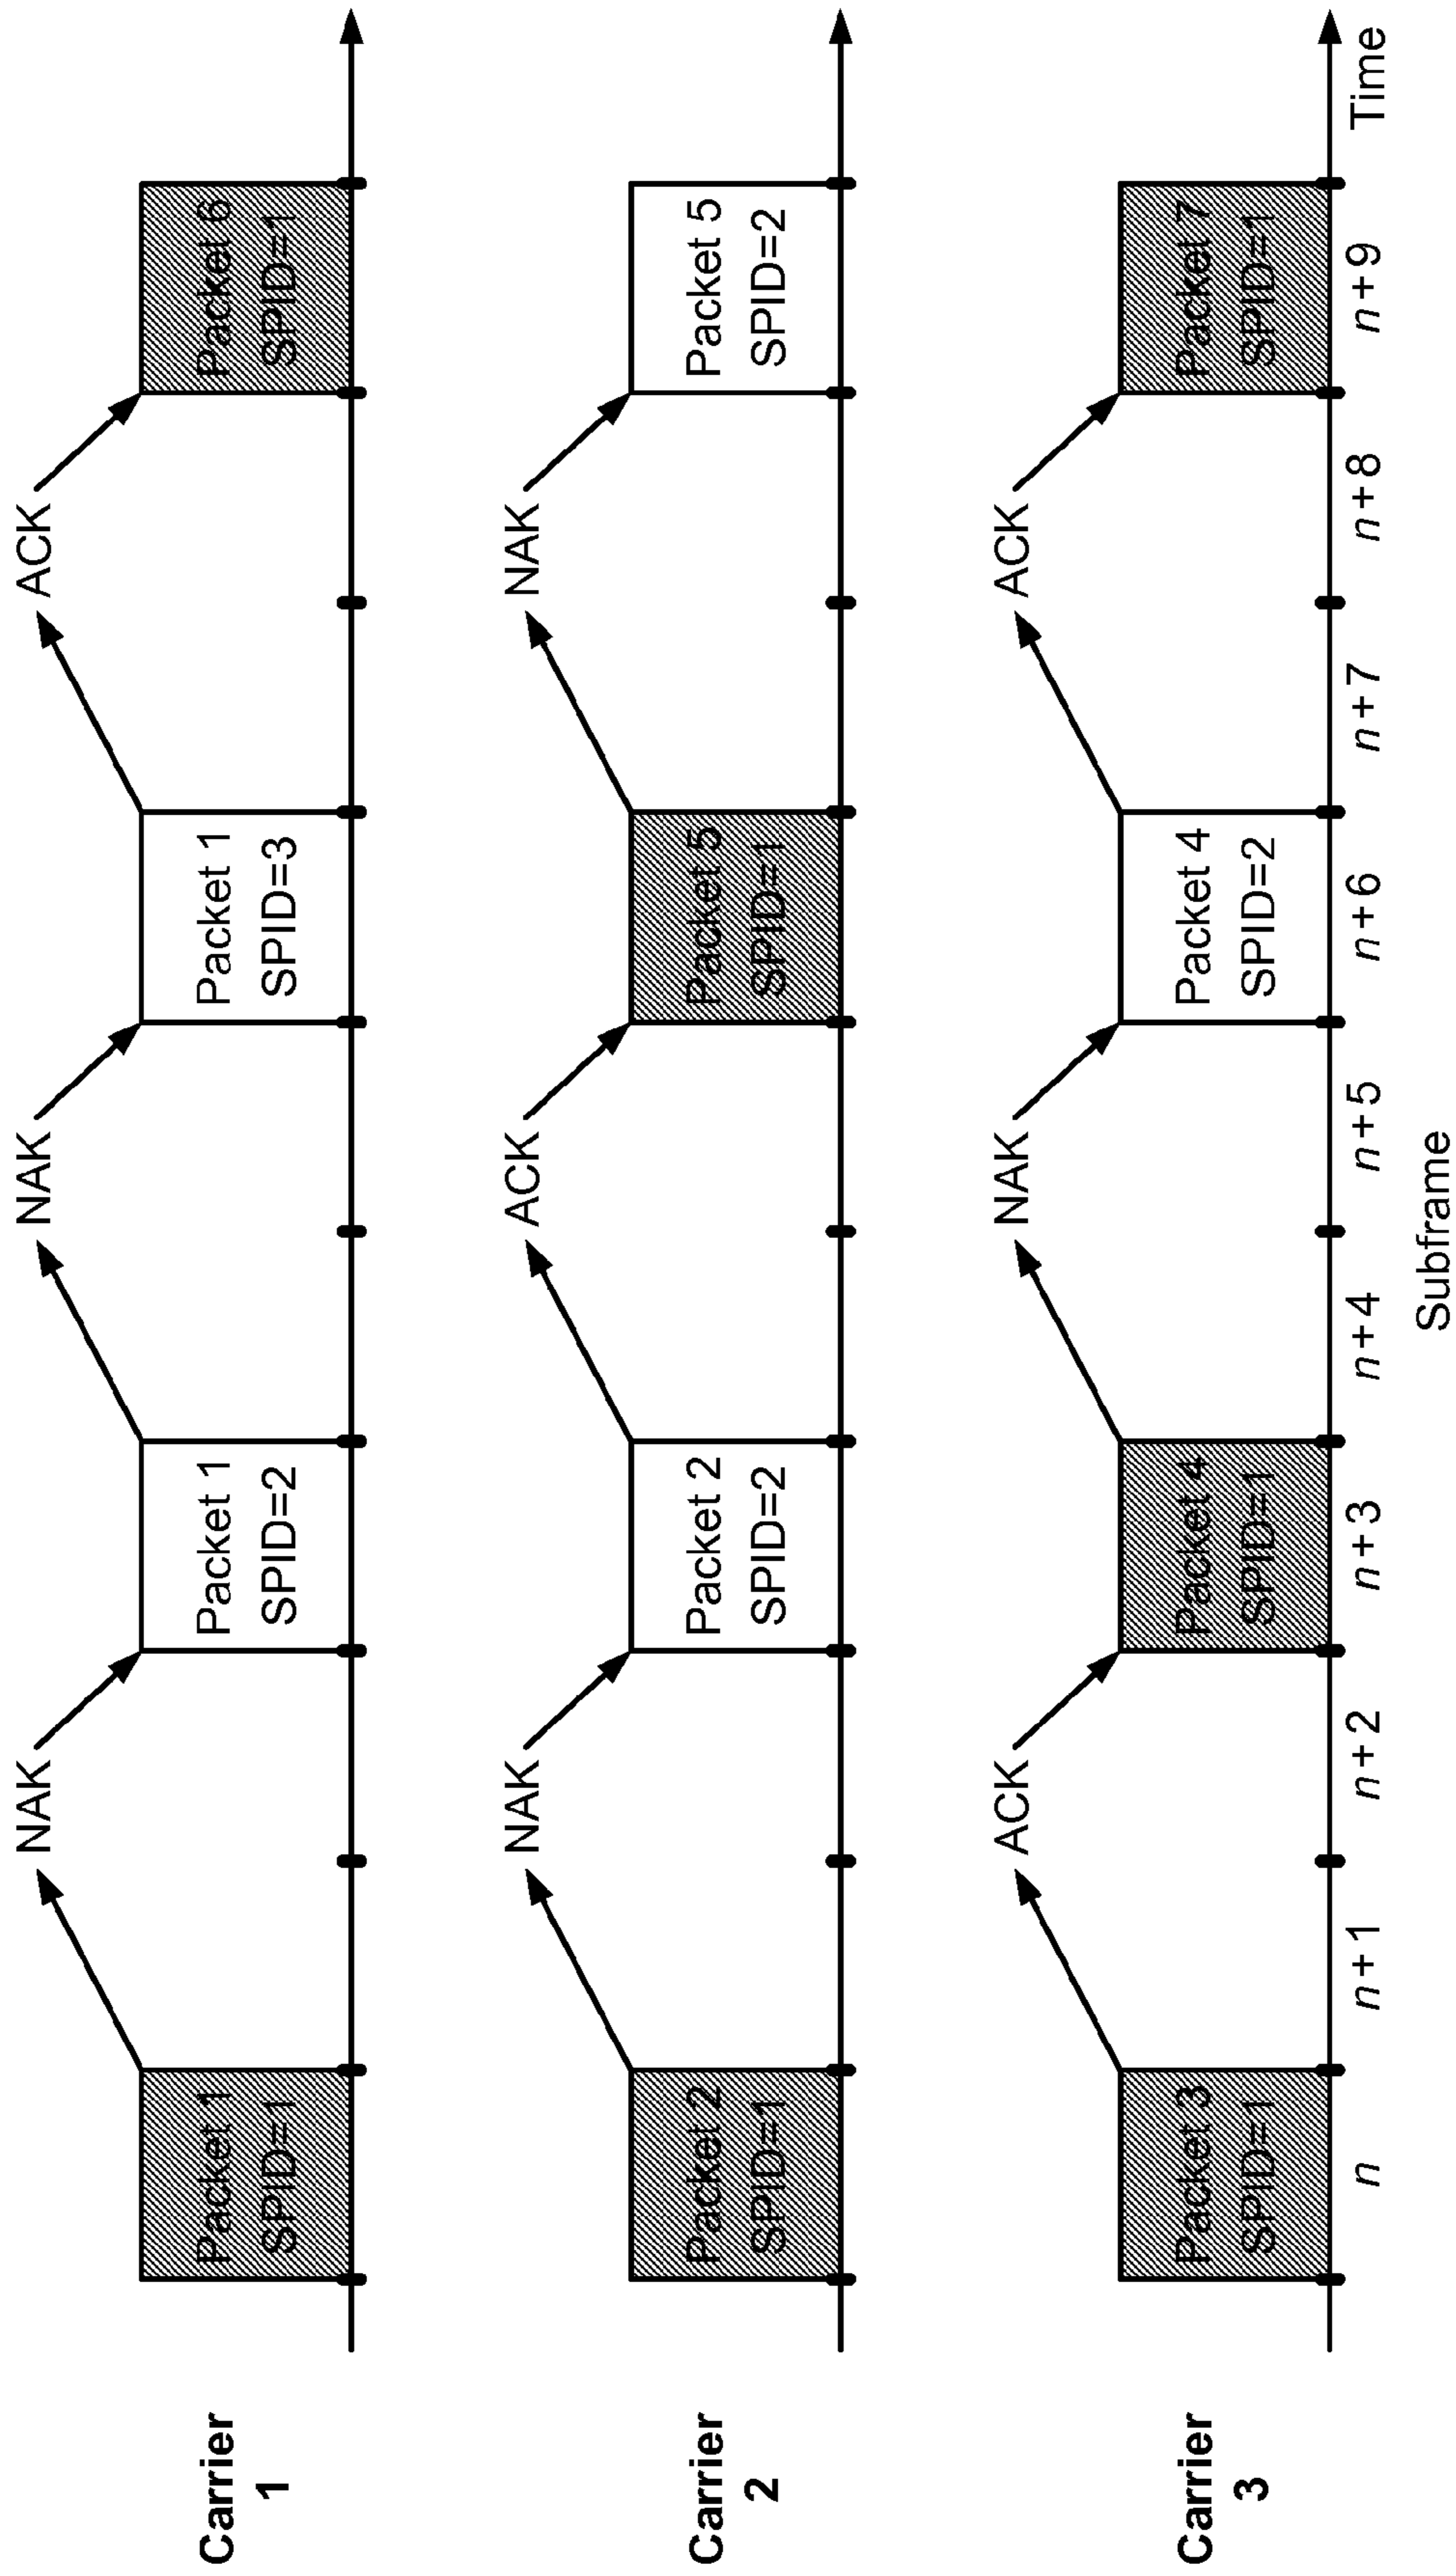 Carrier
1
NAK
NAK
ACK
Packet 1
SPID=1
Packet 1
SPID=2
Packet 1
SPID=3
Packet 6
SPID=1
Carrier
2
NAK
ACK
NAK
Packet 2
SPID=1
Packet 2
SPID=2
Packet 5
SPID=1
Packet 5
SPID=2
Carrier
3
ACK
NAK
ACK
Packet 3
SPID=1
Packet 4
SPID=1
Packet 4
SPID=2
Packet 7
SPID=1
n
n+1
n+2
n+3
n+4
n+5
n+6
n+7
n+8
n+9
Time
Subframe